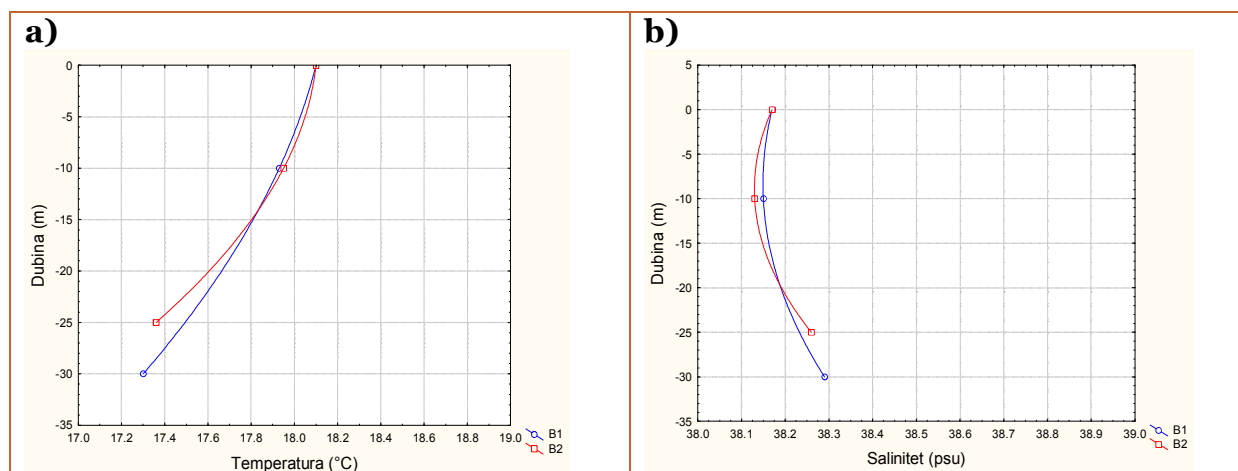 a)
0
-5
-10
-15
-20
-25
-30
-35
Dubina (m)
17.0 17.2 17.4 17.6 17.8 18.0 18.2 18.4 18.6 18.8 19.0
Temperatura (°C)
B1
B2
b)
5
0
-5
-10
-15
-20
-25
-30
-35
Dubina (m)
38.0 38.1 38.2 38.3 38.4 38.5 38.6 38.7 38.8 38.9 39.0
Salinitet (psu)
B1
B2